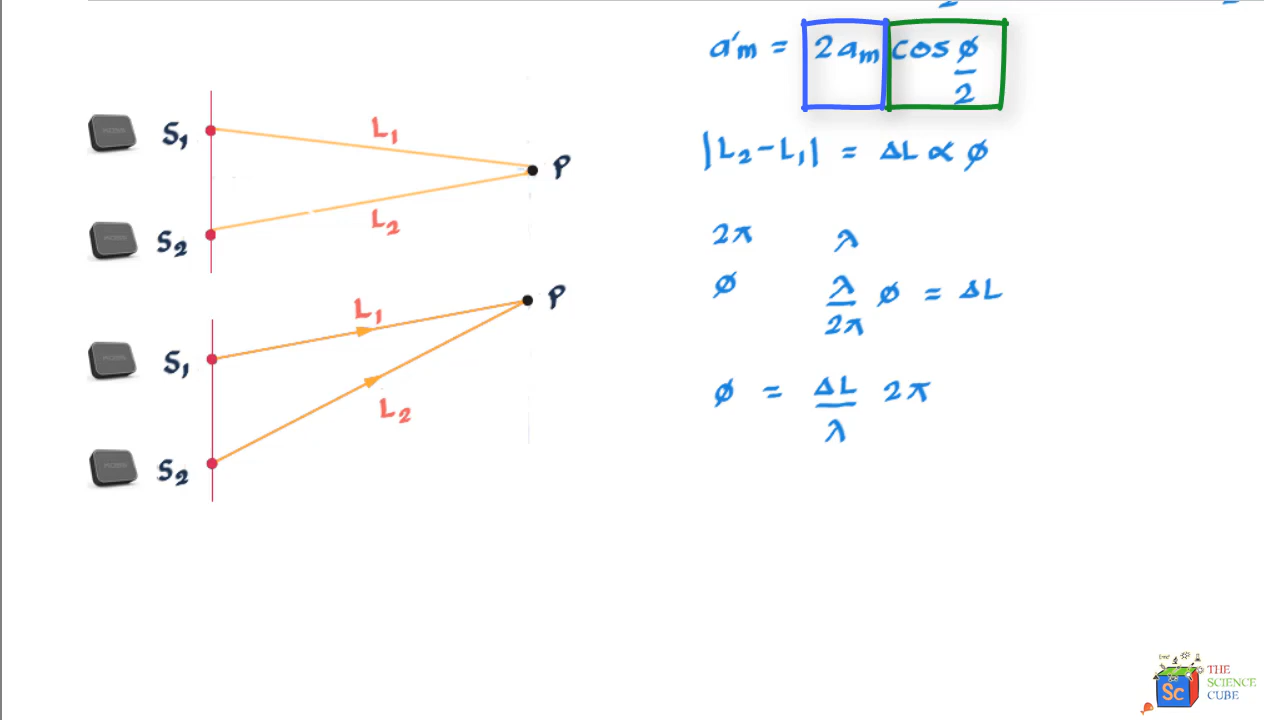 a'm = 2am cos ø/2
|L₂-L₁| = ΔL ∝ ø
2π λ
ø λ/2π ø = ΔL
ø = ΔL/λ 2π
S₁ L₁ P
S₂ L₂
L₁ P
S₁
L₂
S₂
Sc
THE
SCIENCE
CUBE